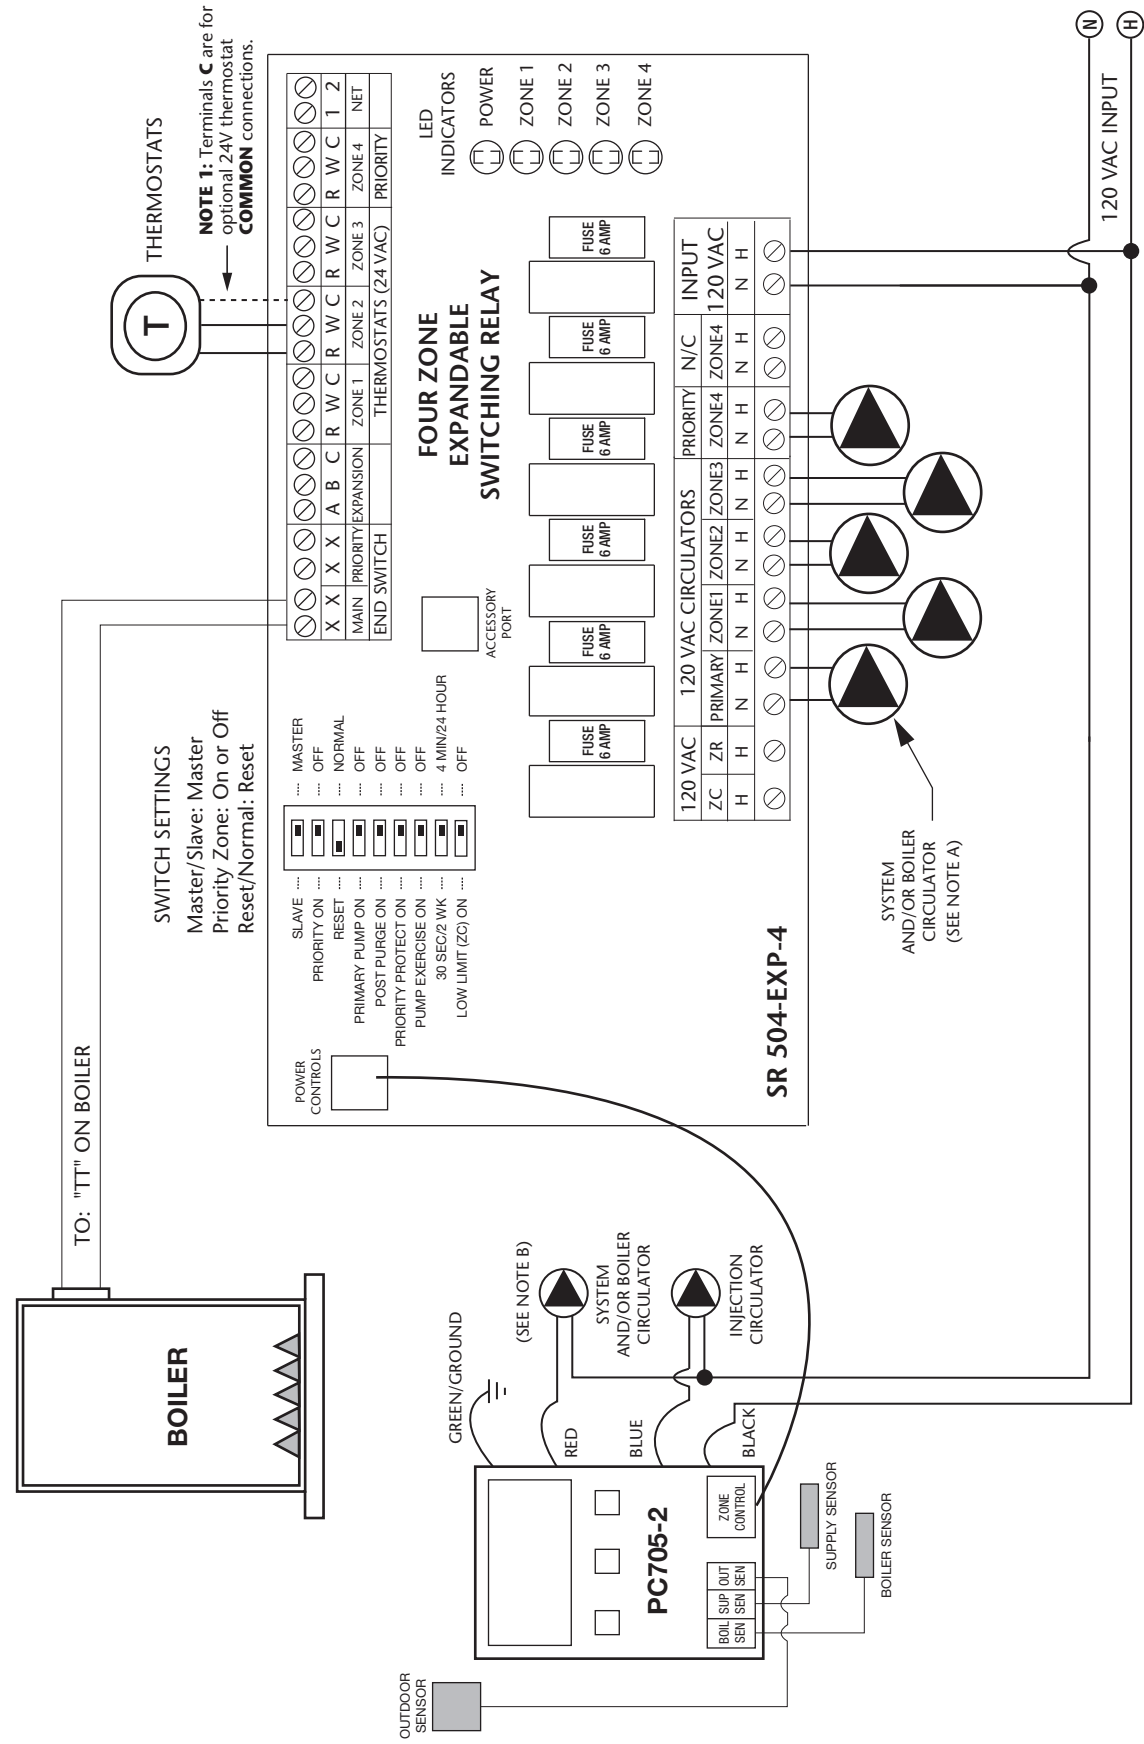 BOILER
TO: "TT" ON BOILER
THERMOSTATS
T
NOTE 1: Terminals C are for
optional 24V thermostat
COMMON connections.
SWITCH SETTINGS
Master/Slave: Master
Priority Zone: On or Off
Reset/Normal: Reset
X X X X A B C R W C R W C R W C R W C 1 2
MAIN PRIORITY EXPANSION ZONE 1 ZONE 2 ZONE 3 ZONE 4 NET
END SWITCH THERMOSTATS (24 VAC) PRIORITY
POWER
CONTROLS
SLAVE ---- ---- MASTER
PRIORITY ON ---- ---- OFF
RESET ---- ---- NORMAL
PRIMARY PUMP ON ---- ---- OFF
POST PURGE ON ---- ---- OFF
PRIORITY PROTECT ON ---- ---- OFF
PUMP EXERCISE ON ---- ---- OFF
30 SEC/2 WK ---- ---- 4 MIN/24 HOUR
LOW LIMIT (ZC) ON ---- ---- OFF
ACCESSORY
PORT
FOUR ZONE
EXPANDABLE
SWITCHING RELAY
LED
INDICATORS
POWER
ZONE 1
ZONE 2
ZONE 3
ZONE 4
FUSE
6 AMP
FUSE
6 AMP
FUSE
6 AMP
FUSE
6 AMP
FUSE
6 AMP
FUSE
6 AMP
SR 504-EXP-4
120 VAC 120 VAC CIRCULATORS PRIORITY N/C INPUT
120 VAC
ZC ZR PRIMARY ZONE1 ZONE2 ZONE3 ZONE4 ZONE4
H H N H N H N H N H N H N H N H
SYSTEM
AND/OR BOILER
CIRCULATOR
(SEE NOTE A)
120 VAC INPUT
N
H
GREEN/GROUND
(SEE NOTE B)
SYSTEM
AND/OR BOILER
CIRCULATOR
RED
BLUE
INJECTION
CIRCULATOR
BLACK
PC705-2
BOIL
SEN
SUP
SEN
OUT
SEN
ZONE
CONTROL
OUTDOOR
SENSOR
SUPPLY SENSOR
BOILER SENSOR